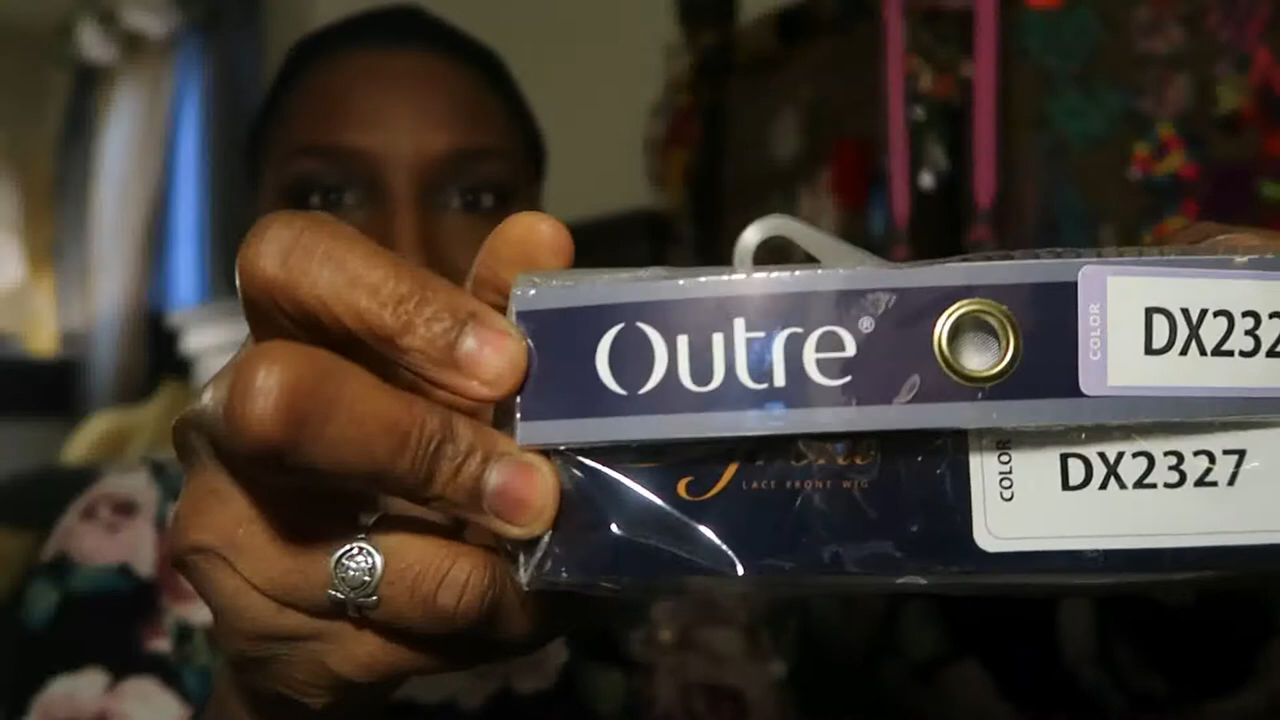 Outre®
COLOR
DX232
LACE FRONT WIG
COLOR
DX2327